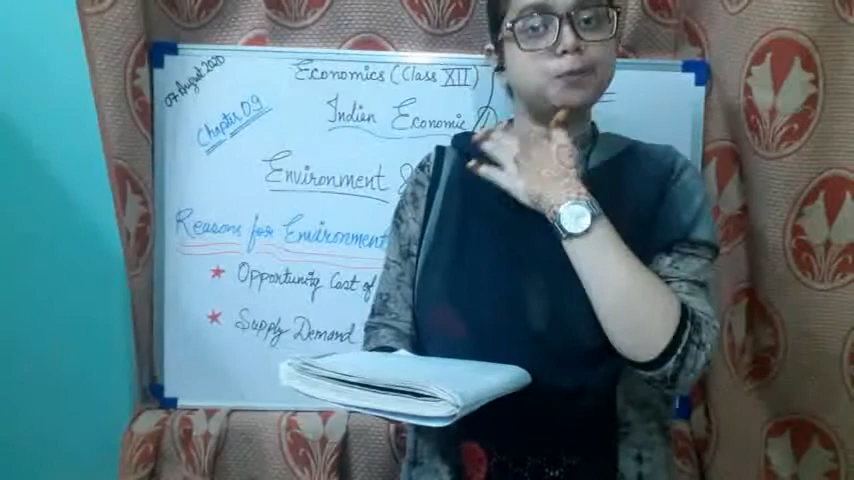 07 August 2020
Economics (Class XII)
Chapter 09
Indian Economic D
Environment &
Reasons for Environment
* Opportunity Cost of
* Supply Demand